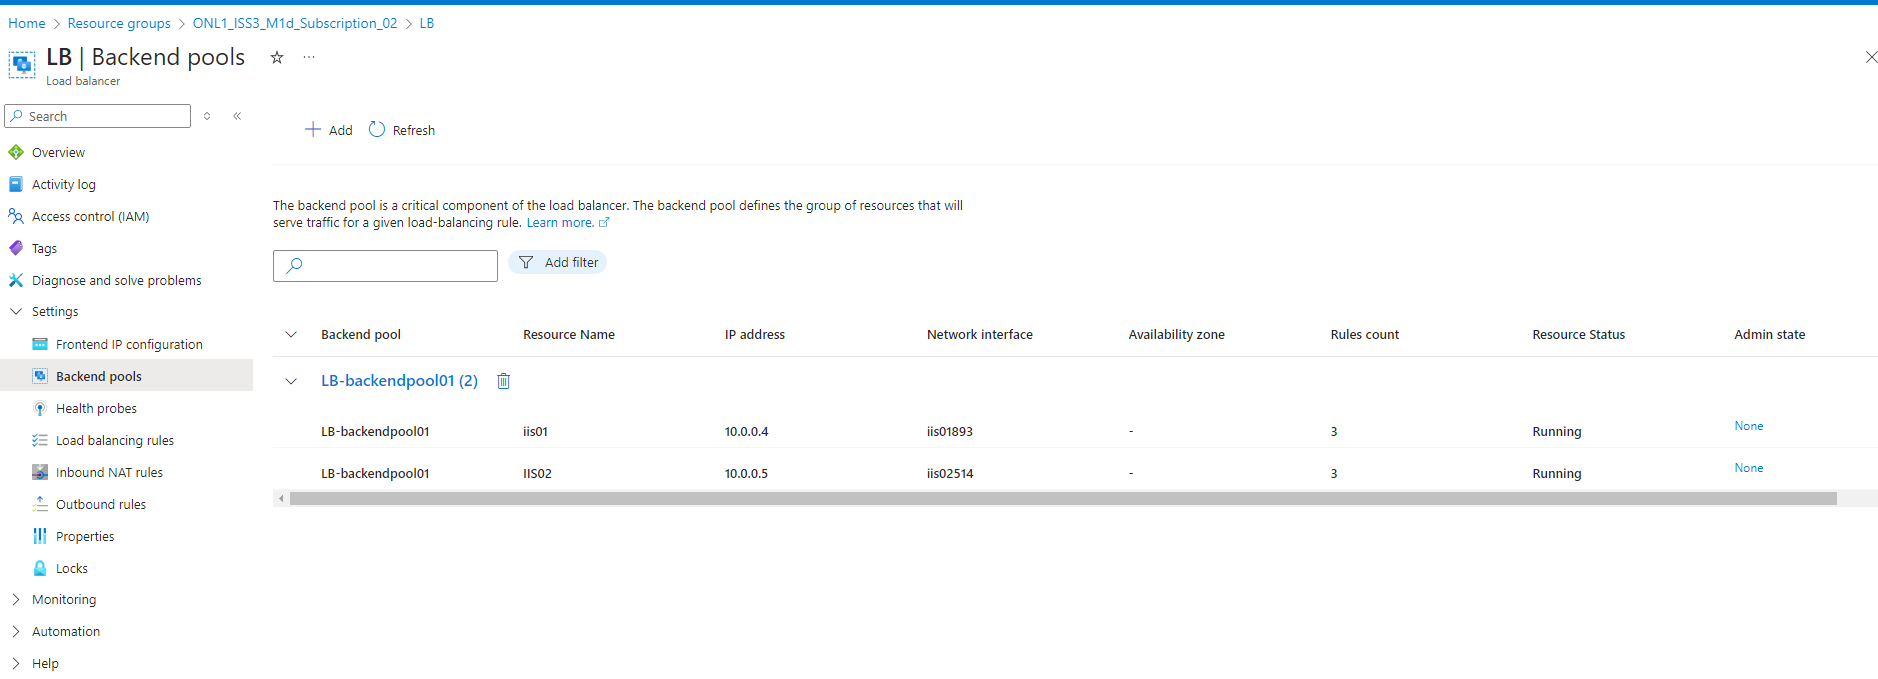 Home > Resource groups > ONL1_ISS3_M1d_Subscription_02 > LB
LB | Backend pools
Load balancer
Search
Overview
Activity log
Access control (IAM)
Tags
Diagnose and solve problems
Settings
Frontend IP configuration
Backend pools
Health probes
Load balancing rules
Inbound NAT rules
Outbound rules
Properties
Locks
Monitoring
Automation
Help
Add Refresh
The backend pool is a critical component of the load balancer. The backend pool defines the group of resources that will
serve traffic for a given load-balancing rule. Learn more.
Add filter
Backend pool Resource Name IP address Network interface Availability zone Rules count Resource Status Admin state
LB-backendpool01 (2)
LB-backendpool01 iis01 10.0.0.4 iis01893 - 3 Running None
LB-backendpool01 IIS02 10.0.0.5 iis02514 - 3 Running None